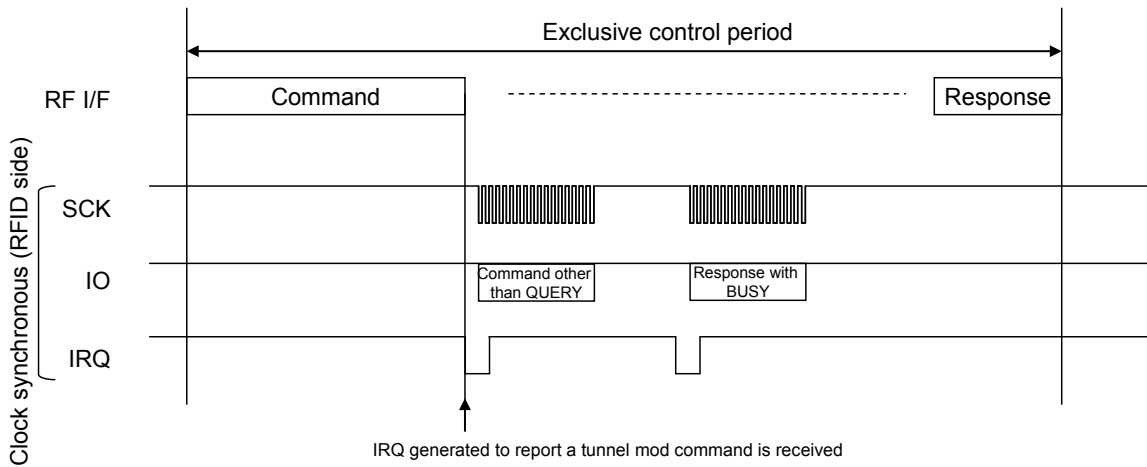 Exclusive control period
RF I/F
Command
Response
Clock synchronous (RFID side)
SCK
IO
Command other
than QUERY
Response with
BUSY
IRQ
IRQ generated to report a tunnel mod command is received